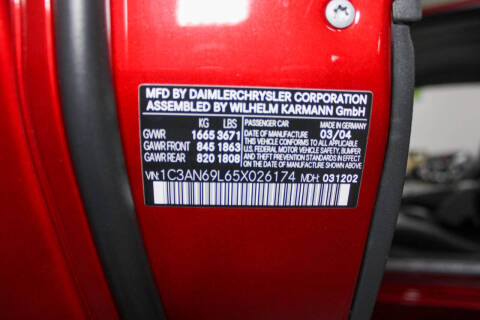 MFD BY DAIMLERCHRYSLER CORPORATION
ASSEMBLED BY WILHELM KARMANN GmbH
KG LBS PASSENGER CAR MADE IN GERMANY
GVWR 1665 3671 DATE OF MANUFACTURE 03/04
GAWR FRONT 845 1863 THIS VEHICLE CONFORMS TO ALL APPLICABLE
GAWR REAR 820 1808 U.S. FEDERAL MOTOR VEHICLE SAFETY, BUMPER
AND THEFT PREVENTION STANDARDS IN EFFECT
ON THE DATE OF MANUFACTURE SHOWN ABOVE
VIN: 1C3AN69L65X026174 MDH: 031202